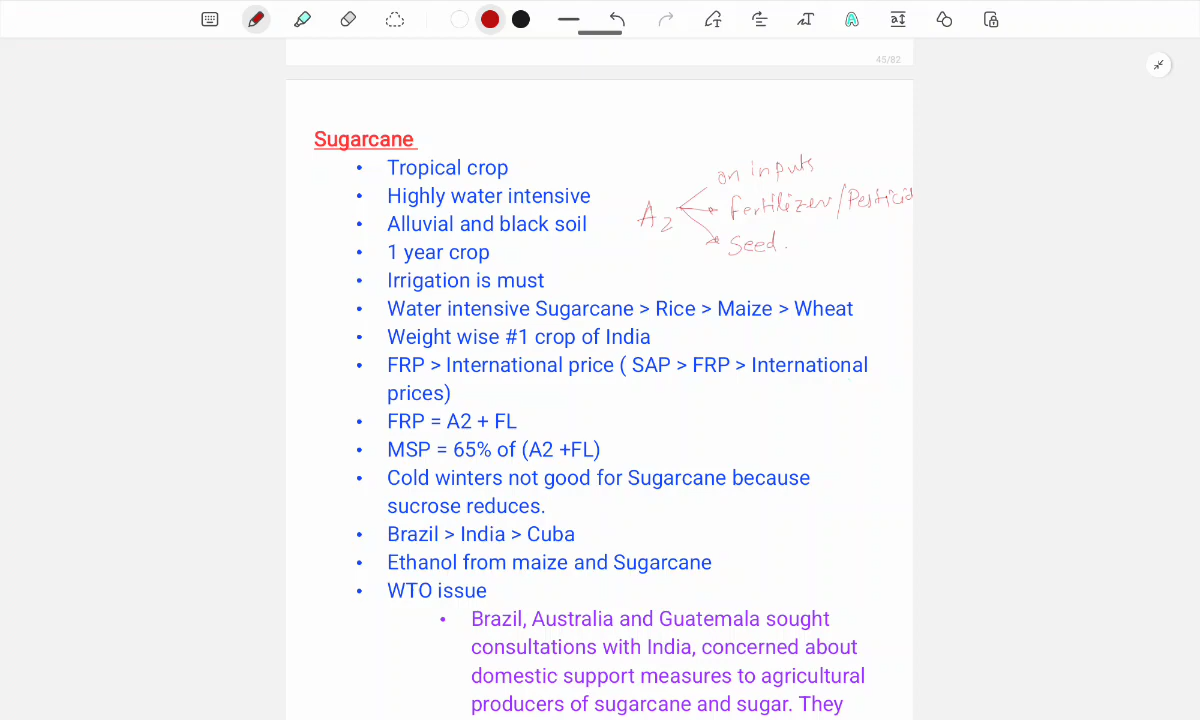 45/82
Sugarcane
• Tropical crop
• Highly water intensive
• Alluvial and black soil
• 1 year crop
• Irrigation is must
• Water intensive Sugarcane > Rice > Maize > Wheat
• Weight wise #1 crop of India
• FRP > International price ( SAP > FRP > International
prices)
• FRP = A2 + FL
• MSP = 65% of (A2 +FL)
• Cold winters not good for Sugarcane because
sucrose reduces.
• Brazil > India > Cuba
• Ethanol from maize and Sugarcane
• WTO issue
• Brazil, Australia and Guatemala sought
consultations with India, concerned about
domestic support measures to agricultural
producers of sugarcane and sugar. They
A2
on inputs
fertilizer/Pesticid
Seed.